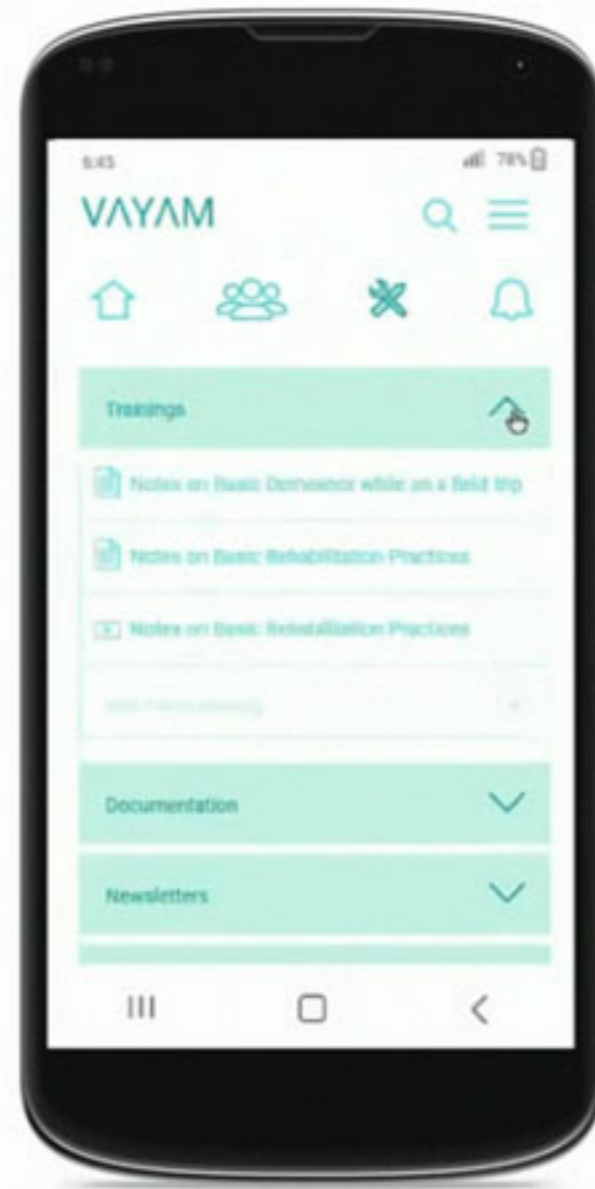 6:45 78%
VAYAM
Trainings
Notes on Basic Demeanor while on a field trip
Notes on Basic Rehabilitation Practices
Notes on Basic Rehabilitation Practices
Documentation
Newsletters